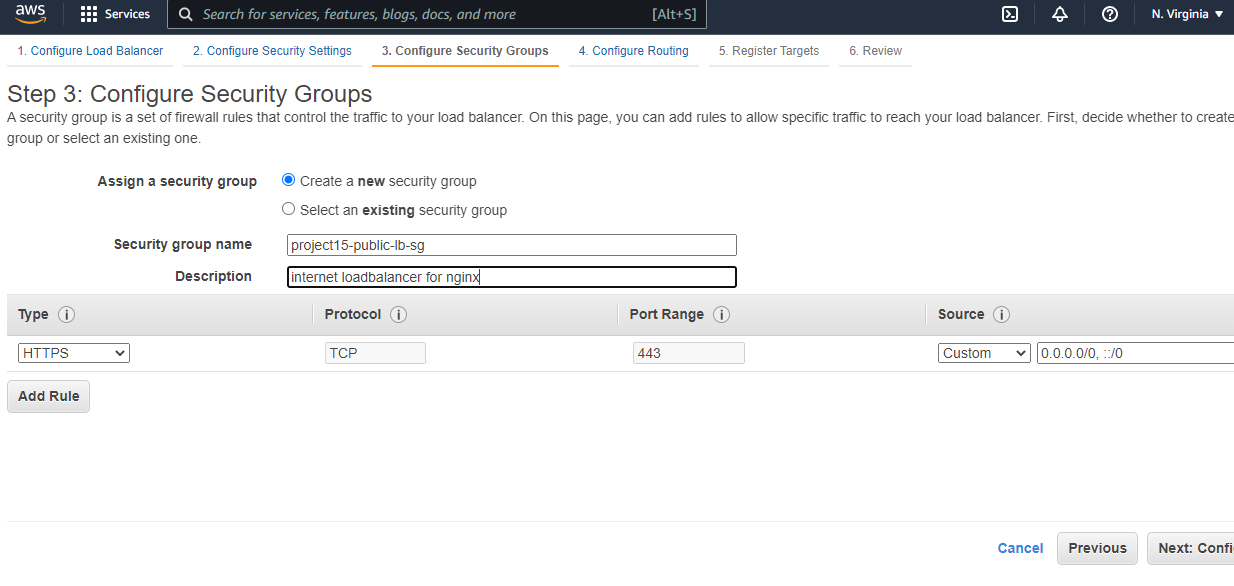 aws Services Search for services, features, blogs, docs, and more [Alt+S] N. Virginia
1. Configure Load Balancer 2. Configure Security Settings 3. Configure Security Groups 4. Configure Routing 5. Register Targets 6. Review
Step 3: Configure Security Groups
A security group is a set of firewall rules that control the traffic to your load balancer. On this page, you can add rules to allow specific traffic to reach your load balancer. First, decide whether to create
group or select an existing one.
Assign a security group Create a new security group
Select an existing security group
Security group name project15-public-lb-sg
Description internet loadbalancer for nginx
Type Protocol Port Range Source
HTTPS TCP 443 Custom 0.0.0.0/0, ::/0
Add Rule
Cancel Previous Next: Confi